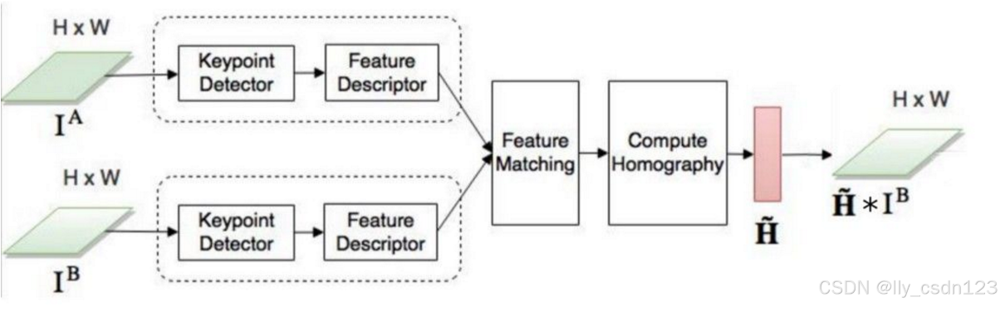 H x W
Keypoint
Detector
Feature
Descriptor
I^A
H x W
Keypoint
Detector
Feature
Descriptor
I^B
Feature
Matching
Compute
Homography
H̃
H x W
H̃ * I^B
CSDN @lly_csdn123